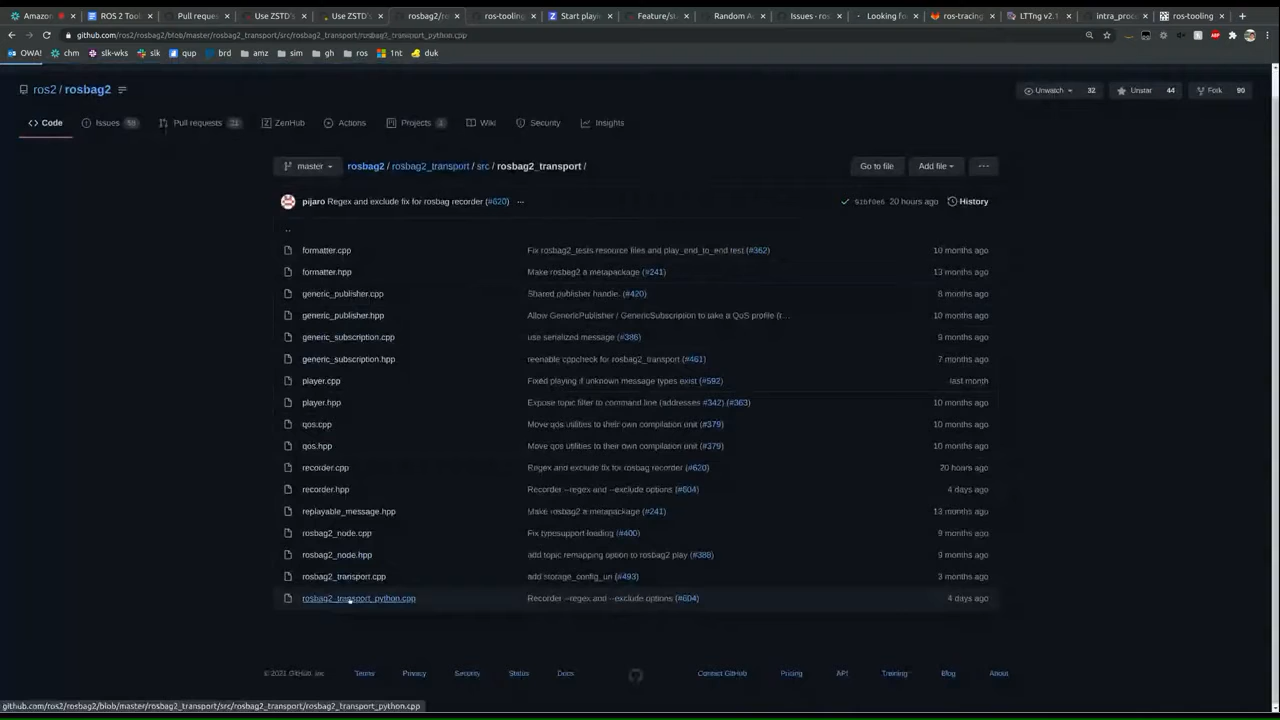 Amazon
ROS 2 Tool
Pull reque
Use ZSTD's
Use ZSTD's
rosbag2/ro
ros-tooling
Start play
Feature/su
Random A
Issues · ro
Looking fo
ros-tracing
LTTng v2.1
intra_proc
ros-tooling
github.com/ros2/rosbag2/blob/master/rosbag2_transport/src/rosbag2_transport/rosbag2_transport_python.cpp
OWA! chm slk-wks slk qup brd amz sim gh ros 1nt duk
ros2 / rosbag2
Unwatch 32 Unstar 44 Fork 99
Code Issues 59 Pull requests 21 ZenHub Actions Projects 1 Wiki Security Insights
master rosbag2 / rosbag2_transport / src / rosbag2_transport / Go to file Add file ...
pijaro Regex and exclude fix for rosbag recorder (#620) ... 20 hours ago History
..
formatter.cpp Fix rosbag2_tests resource files and play_end_to_end test (#362) 10 months ago
formatter.hpp Make rosbag2 a metapackage (#241) 13 months ago
generic_publisher.cpp Shared publisher handle. (#420) 8 months ago
generic_publisher.hpp Allow GenericPublisher / GenericSubscription to take a QoS profile (r… 10 months ago
generic_subscription.cpp use serialized message (#386) 9 months ago
generic_subscription.hpp reenable cppcheck for rosbag2_transport (#461) 7 months ago
player.cpp Fixed playing if unknown message types exist (#592) last month
player.hpp Expose topic filter to command line (addresses #342) (#363) 10 months ago
qos.cpp Move qos utilities to their own compilation unit (#379) 10 months ago
qos.hpp Move qos utilities to their own compilation unit (#379) 10 months ago
recorder.cpp Regex and exclude fix for rosbag recorder (#620) 20 hours ago
recorder.hpp Recorder --regex and --exclude options (#604) 4 days ago
replayable_message.hpp Make rosbag2 a metapackage (#241) 13 months ago
rosbag2_node.cpp Fix typesupport loading (#400) 9 months ago
rosbag2_node.hpp add topic remapping option to rosbag2 play (#388) 9 months ago
rosbag2_transport.cpp add storage_config_uri (#493) 3 months ago
rosbag2_transport_python.cpp Recorder --regex and --exclude options (#604) 4 days ago
© 2021 GitHub, Inc. Terms Privacy Security Status Docs Contact GitHub Pricing API Training Blog About
github.com/ros2/rosbag2/blob/master/rosbag2_transport/src/rosbag2_transport/rosbag2_transport_python.cpp